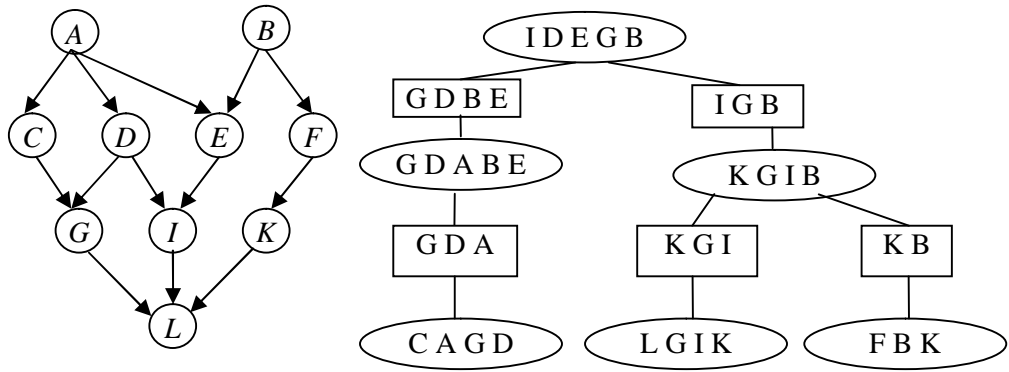 A
B
C
D
E
F
G
I
K
L
I D E G B
G D B E
I G B
G D A B E
K G I B
G D A
K G I
K B
C A G D
L G I K
F B K